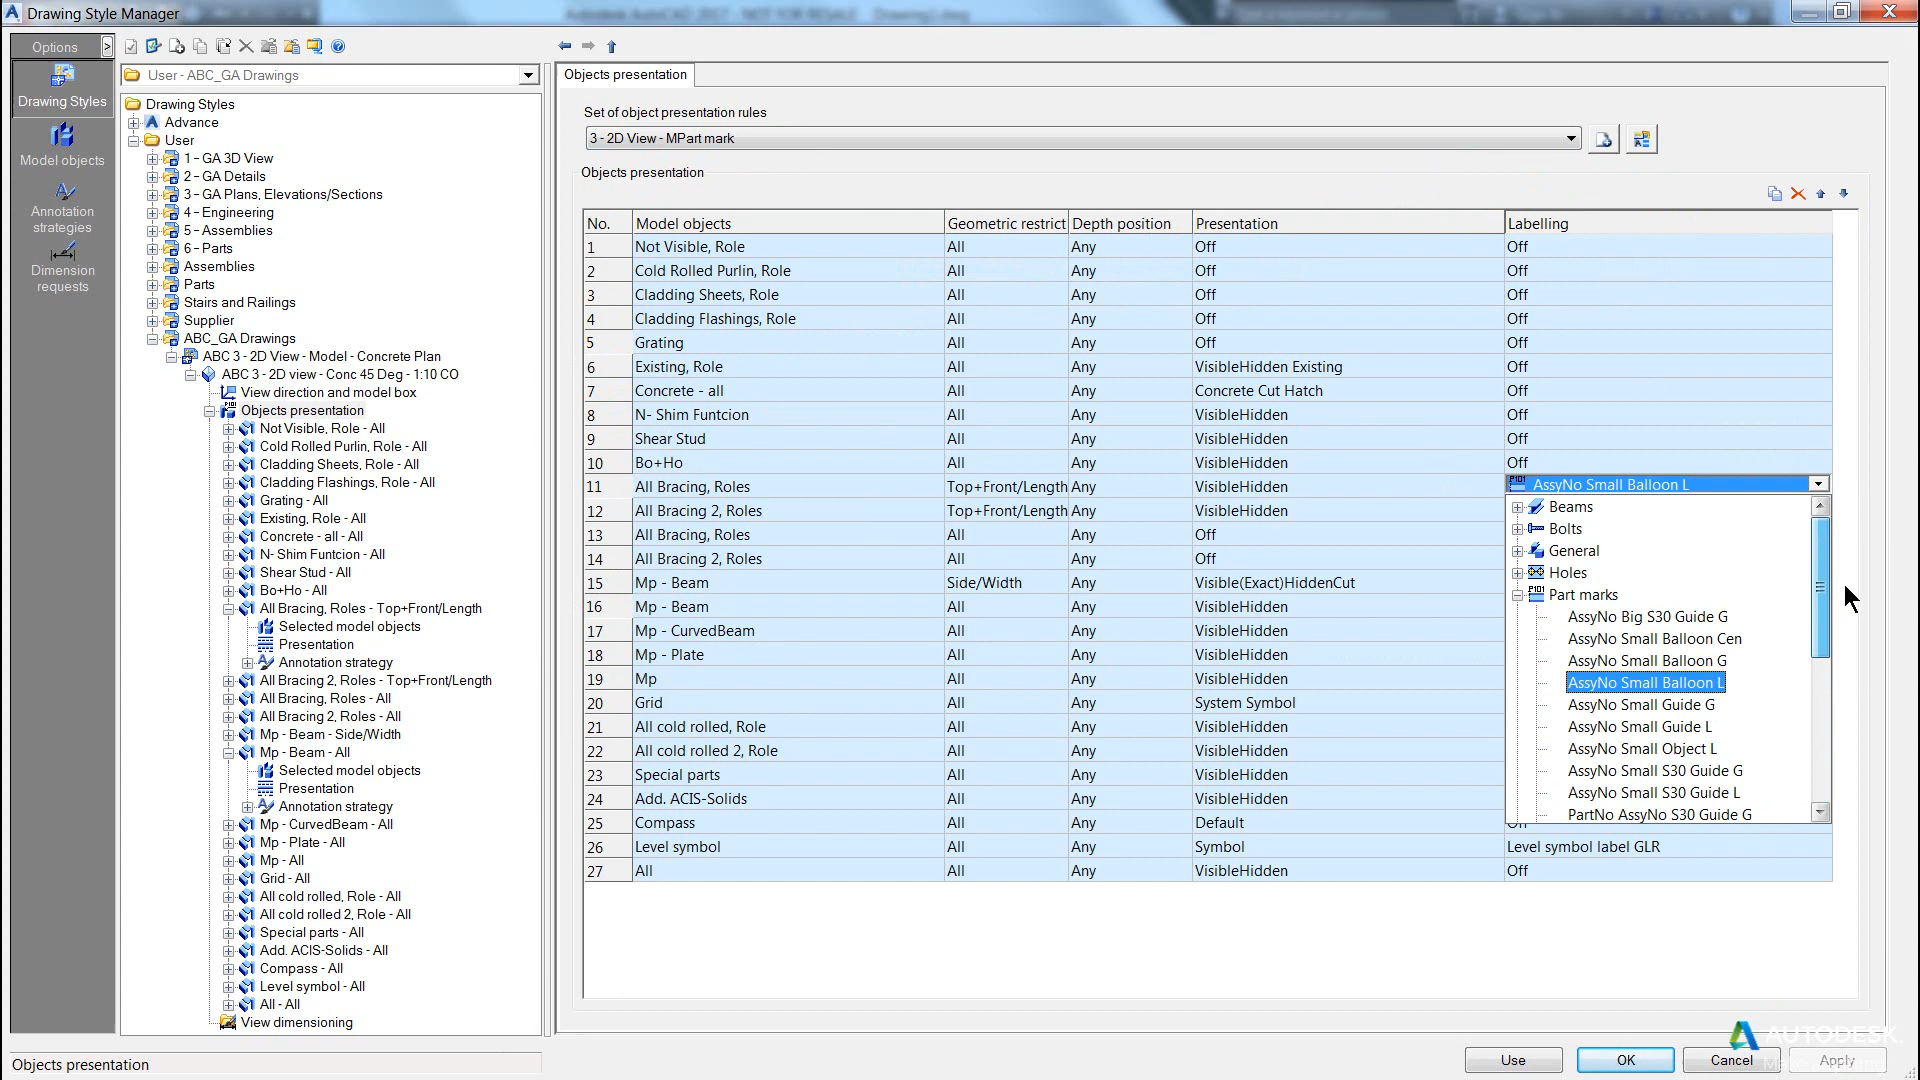 Drawing Style Manager
Options
>
Drawing Styles
Model objects
Annotation
strategies
Dimension
requests
User - ABC_GA Drawings
Drawing Styles
Advance
User
1 - GA 3D View
2 - GA Details
3 - GA Plans, Elevations/Sections
4 - Engineering
5 - Assemblies
6 - Parts
Assemblies
Parts
Stairs and Railings
Supplier
ABC_GA Drawings
ABC 3 - 2D View - Model - Concrete Plan
ABC 3 - 2D view - Conc 45 Deg - 1:10 CO
View direction and model box
Objects presentation
Not Visible, Role - All
Cold Rolled Purlin, Role - All
Cladding Sheets, Role - All
Cladding Flashings, Role - All
Grating - All
Existing, Role - All
Concrete - all - All
N- Shim Funtcion - All
Shear Stud - All
Bo+Ho - All
All Bracing, Roles - Top+Front/Length
Selected model objects
Presentation
Annotation strategy
All Bracing 2, Roles - Top+Front/Length
All Bracing, Roles - All
All Bracing 2, Roles - All
Mp - Beam - Side/Width
Mp - Beam - All
Selected model objects
Presentation
Annotation strategy
Mp - CurvedBeam - All
Mp - Plate - All
Mp - All
Grid - All
All cold rolled, Role - All
All cold rolled 2, Role - All
Special parts - All
Add. ACIS-Solids - All
Compass - All
Level symbol - All
All - All
View dimensioning
Objects presentation
Set of object presentation rules
3 - 2D View - MPart mark
Objects presentation
No. Model objects Geometric restrict Depth position Presentation Labelling
1 Not Visible, Role All Any Off Off
2 Cold Rolled Purlin, Role All Any Off Off
3 Cladding Sheets, Role All Any Off Off
4 Cladding Flashings, Role All Any Off Off
5 Grating All Any Off Off
6 Existing, Role All Any VisibleHidden Existing Off
7 Concrete - all All Any Concrete Cut Hatch Off
8 N- Shim Funtcion All Any VisibleHidden Off
9 Shear Stud All Any VisibleHidden Off
10 Bo+Ho All Any VisibleHidden Off
11 All Bracing, Roles Top+Front/Length Any VisibleHidden AssyNo Small Balloon L
12 All Bracing 2, Roles Top+Front/Length Any VisibleHidden
13 All Bracing, Roles All Any Off
14 All Bracing 2, Roles All Any Off
15 Mp - Beam Side/Width Any Visible(Exact)HiddenCut
16 Mp - Beam All Any VisibleHidden
17 Mp - CurvedBeam All Any VisibleHidden
18 Mp - Plate All Any VisibleHidden
19 Mp All Any VisibleHidden
20 Grid All Any System Symbol
21 All cold rolled, Role All Any VisibleHidden
22 All cold rolled 2, Role All Any VisibleHidden
23 Special parts All Any VisibleHidden
24 Add. ACIS-Solids All Any VisibleHidden
25 Compass All Any Default Off
26 Level symbol All Any Symbol Level symbol label GLR
27 All All Any VisibleHidden Off
Beams
Bolts
General
Holes
Part marks
AssyNo Big S30 Guide G
AssyNo Small Balloon Cen
AssyNo Small Balloon G
AssyNo Small Balloon L
AssyNo Small Guide G
AssyNo Small Guide L
AssyNo Small Object L
AssyNo Small S30 Guide G
AssyNo Small S30 Guide L
PartNo AssyNo S30 Guide G
AUTODESK.
Objects presentation
Use
OK
Cancel
Apply